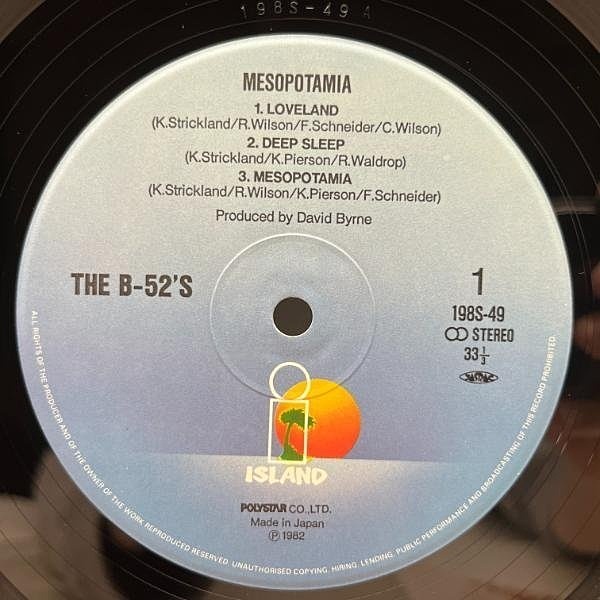 198S-49 A
MESOPOTAMIA
1. LOVELAND
(K.Strickland/R.Wilson/F.Schneider/C.Wilson)
2. DEEP SLEEP
(K.Strickland/K.Pierson/R.Waldrop)
3. MESOPOTAMIA
(K.Strickland/R.Wilson/K.Pierson/F.Schneider)
Produced by David Byrne
THE B-52'S
1
198S-49
STEREO
33⅓
i
ISLAND
POLYSTAR CO.,LTD.
Made in Japan
Ⓟ 1982
ALL RIGHTS OF THE PRODUCER AND OF THE OWNER OF THE WORK REPRODUCED RESERVED. UNAUTHORISED COPYING, HIRING, LENDING, PUBLIC PERFORMANCE AND BROADCASTING OF THIS RECORD PROHIBITED.